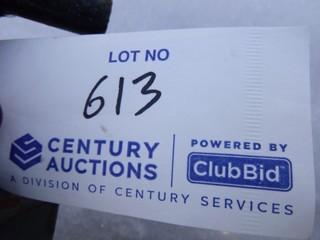 LOT NO
613
CENTURY AUCTIONS
POWERED BY
ClubBid
A DIVISION OF CENTURY SERVICES